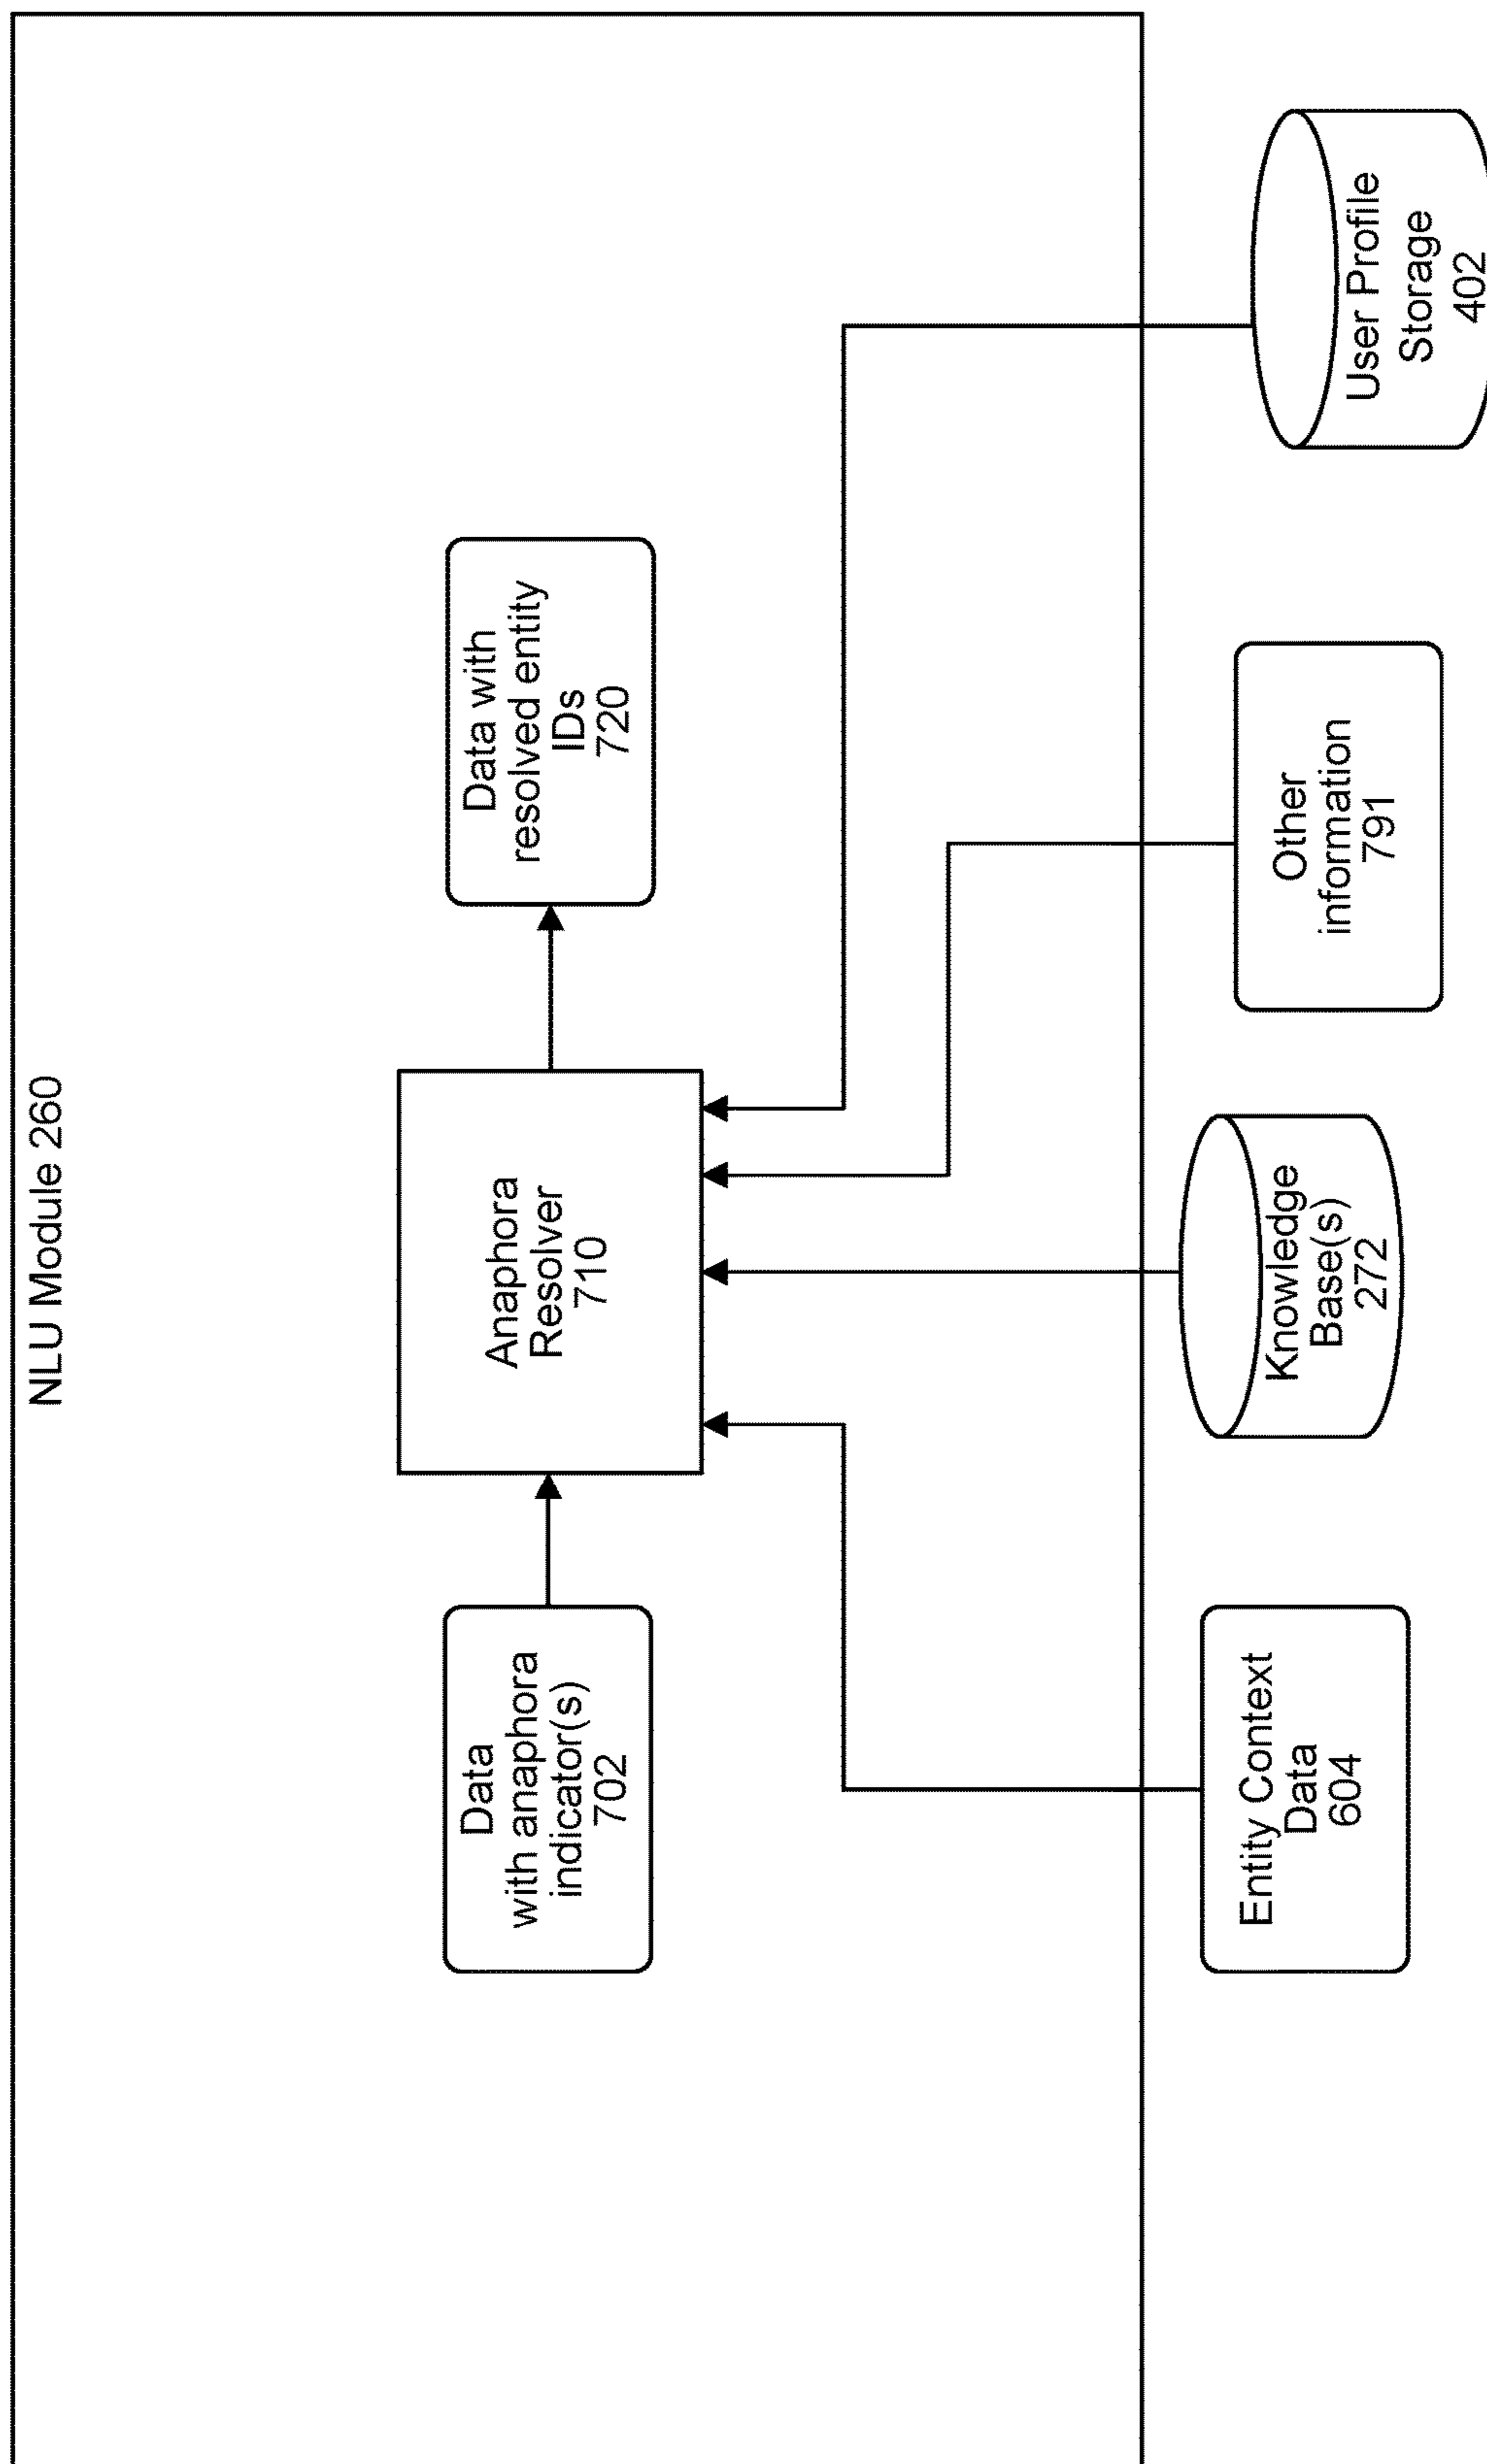 NLU Module 260
Data
with anaphora
indicator(s)
702
Anaphora
Resolver
710
Data with
resolved entity
IDs
720
Entity Context
Data
604
Knowledge
Base(s)
272
Other
information
791
User Profile
Storage
402